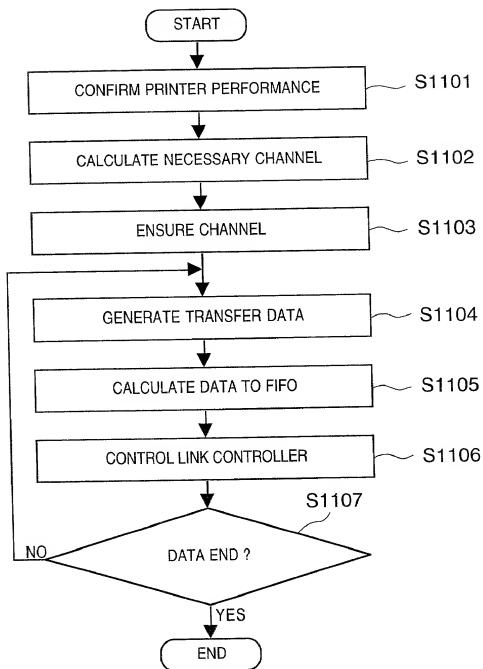 START
CONFIRM PRINTER PERFORMANCE
S1101
CALCULATE NECESSARY CHANNEL
S1102
ENSURE CHANNEL
S1103
GENERATE TRANSFER DATA
S1104
CALCULATE DATA TO FIFO
S1105
CONTROL LINK CONTROLLER
S1106
S1107
DATA END ?
NO
YES
END